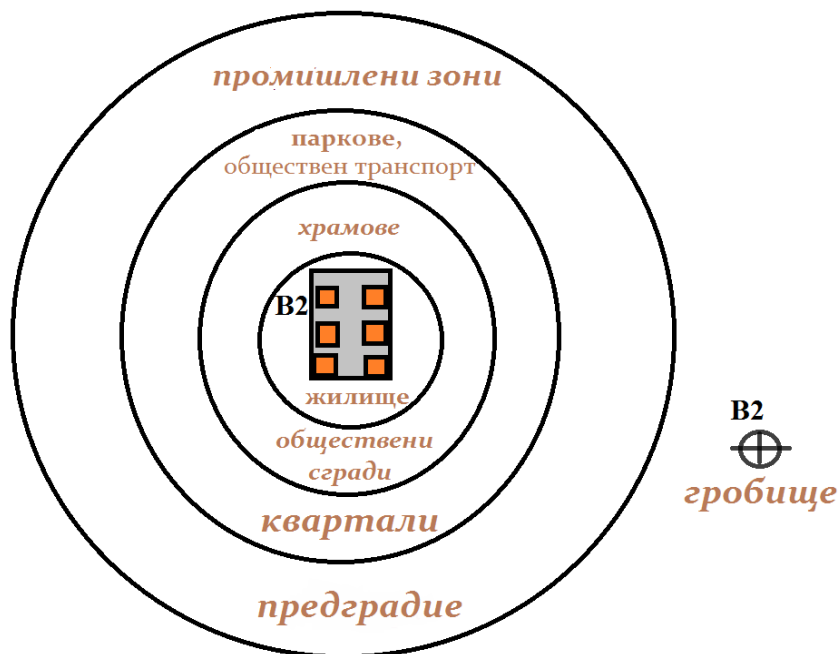 промишлени зони
паркове,
обществен транспорт
храмове
B2
жилище
обществени
сгради
B2
гробище
квартали
предградие